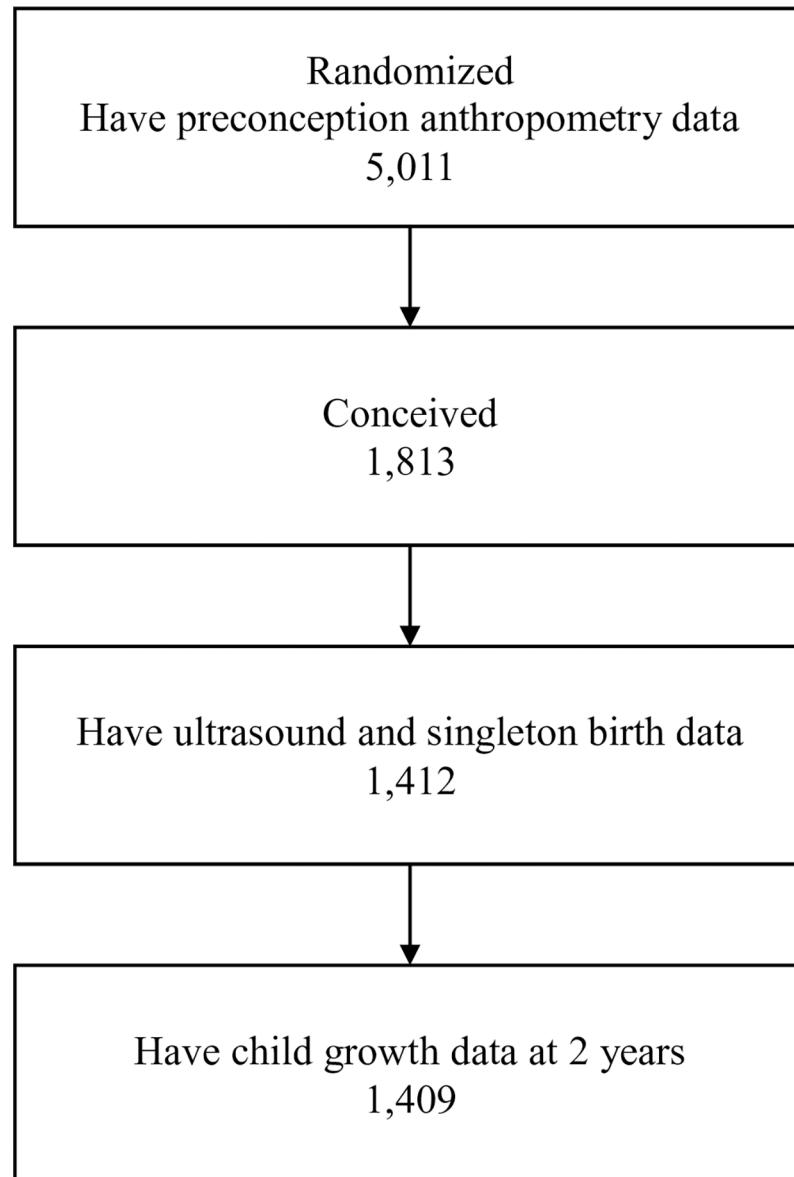 Randomized
Have preconception anthropometry data
5,011
Conceived
1,813
Have ultrasound and singleton birth data
1,412
Have child growth data at 2 years
1,409